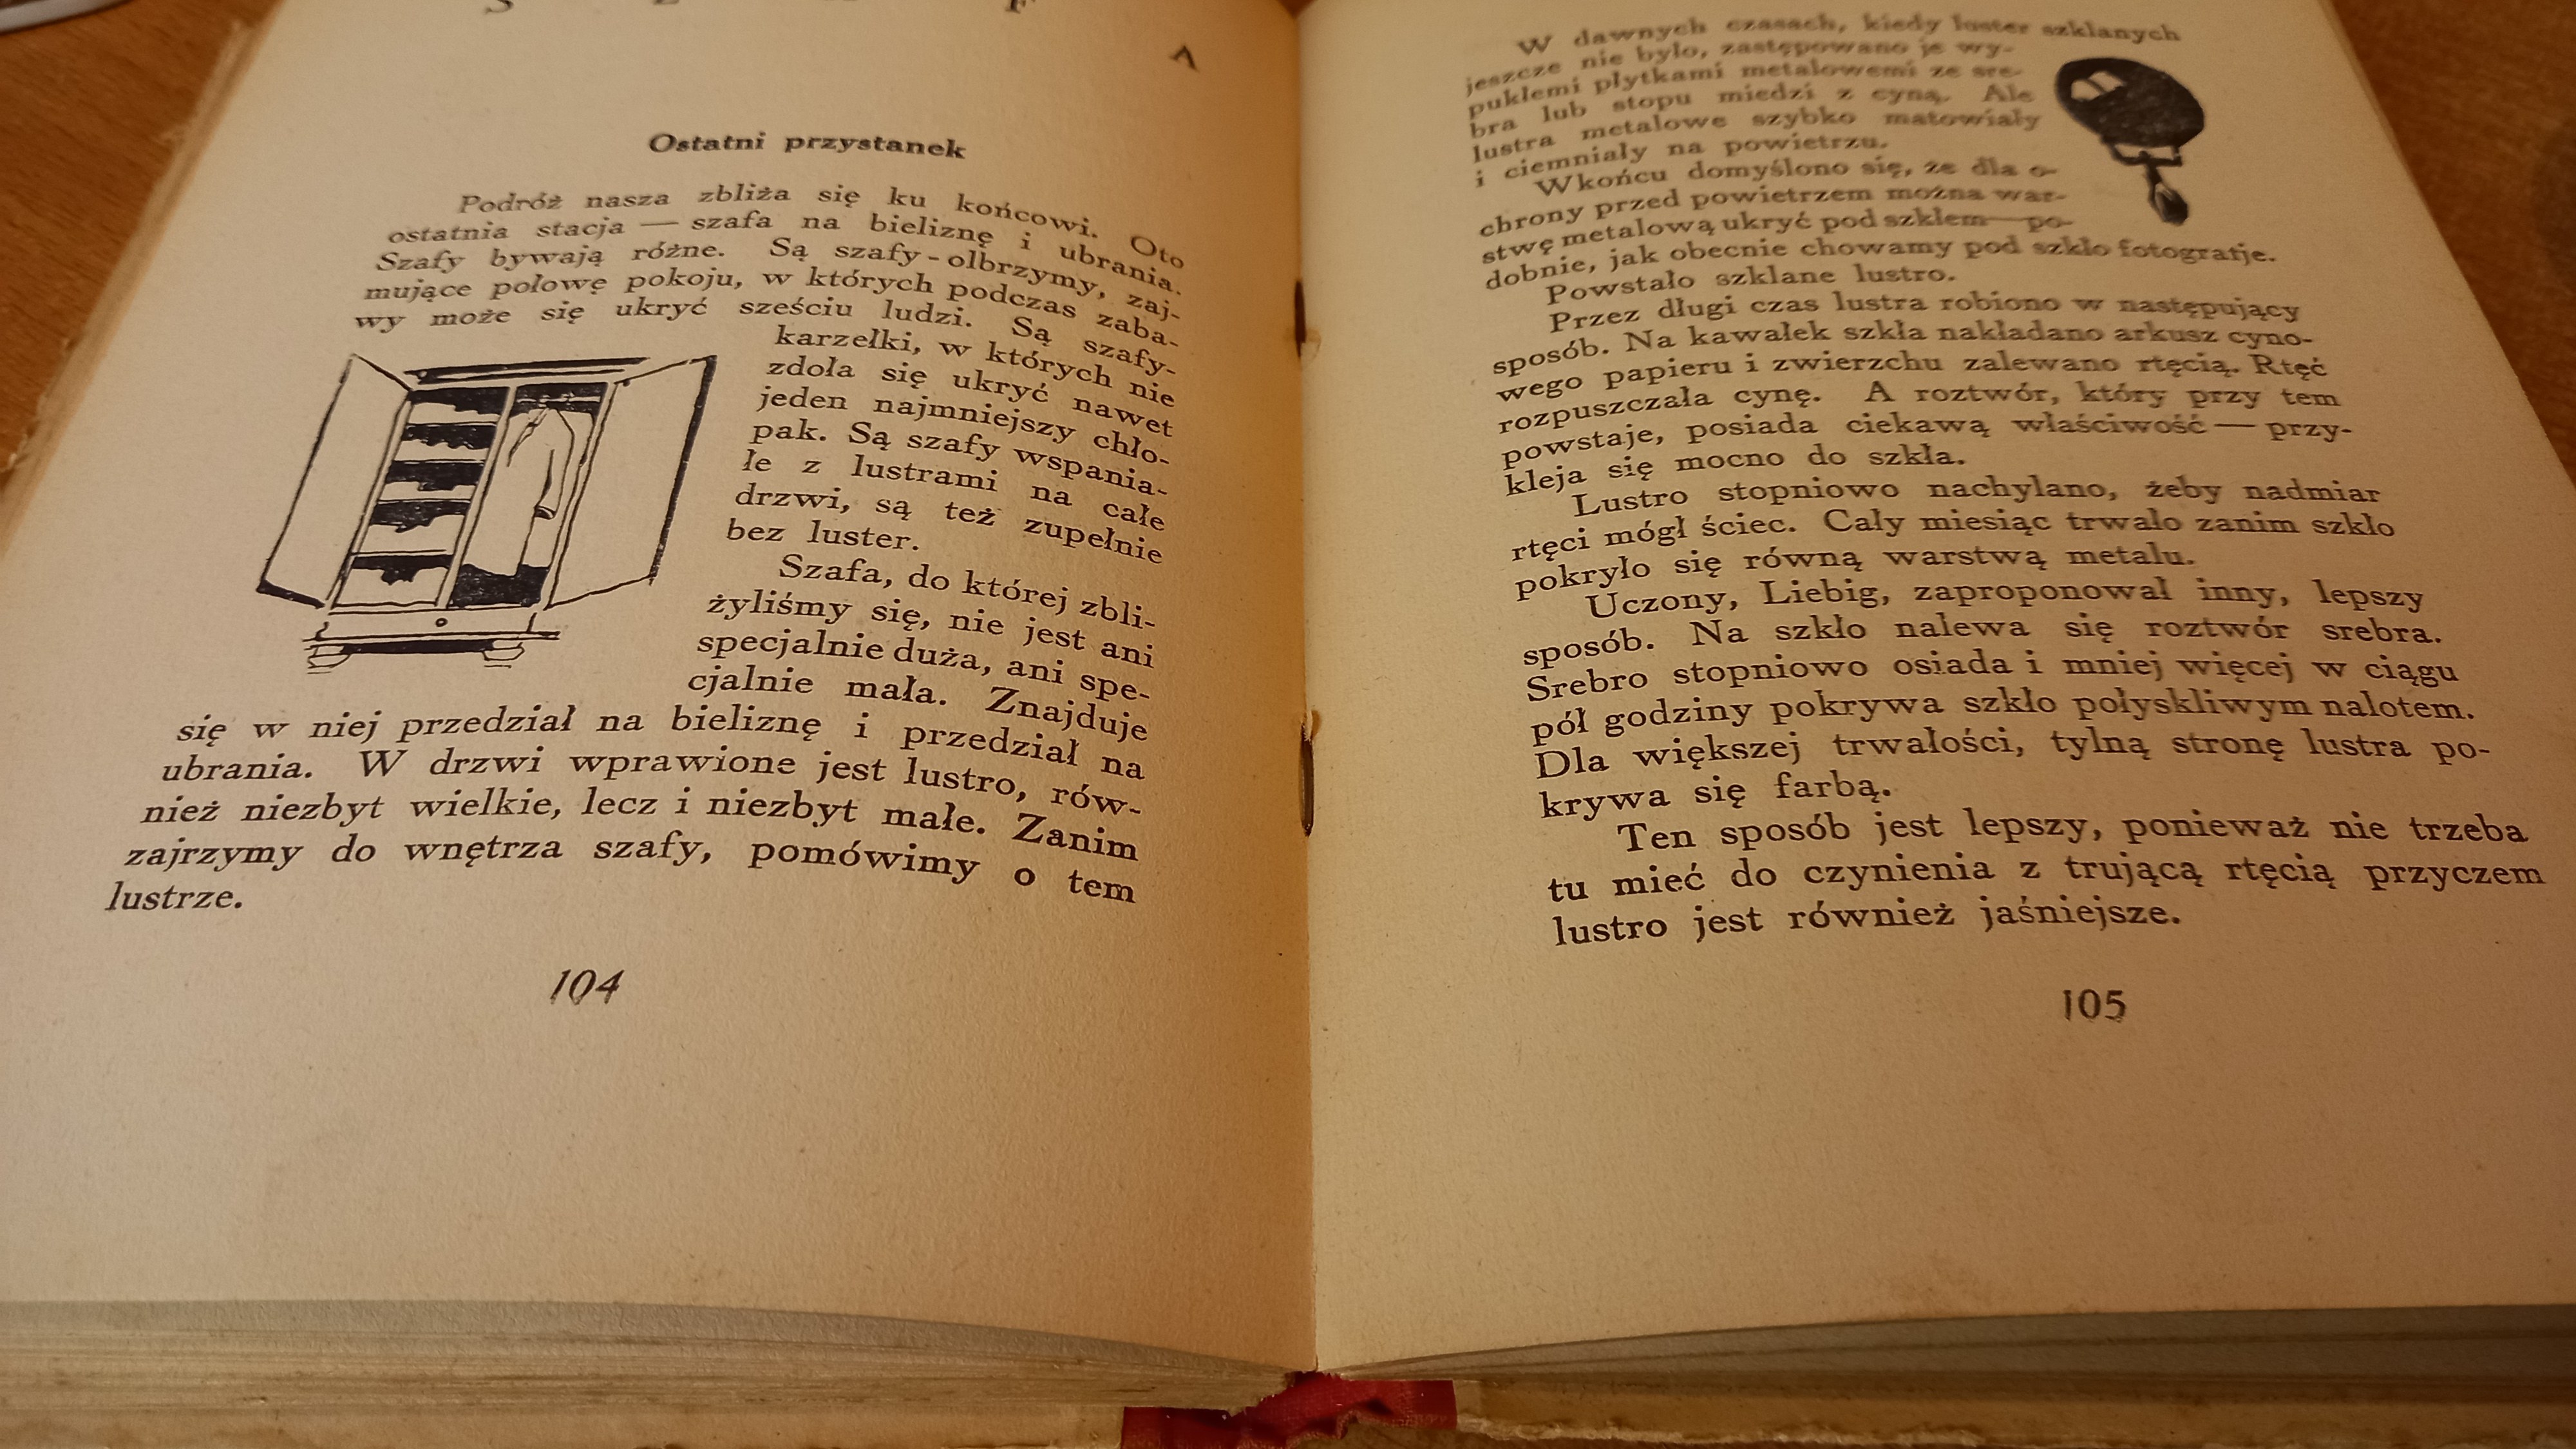 S Z A F
A
Ostatni przystanek
Podróż nasza zbliża się ku końcowi. Oto
ostatnia stacja — szafa na bieliznę i ubrania.
Szafy bywają różne. Są szafy-olbrzymy, zaj-
mujące połowę pokoju, w których podczas zaba-
wy może się ukryć sześciu ludzi. Są szafy-
karzełki, w których nie
zdoła się ukryć nawet
jeden najmniejszy chło-
pak. Są szafy wspania-
łe z lustrami na całe
drzwi, są też zupełnie
bez luster.
Szafa, do której zbli-
żyliśmy się, nie jest ani
specjalnie duża, ani spe-
cjalnie mała. Znajduje
się w niej przedział na bieliznę i przedział na
ubrania. W drzwi wprawione jest lustro, rów-
nież niezbyt wielkie, lecz i niezbyt małe. Zanim
zajrzymy do wnętrza szafy, pomówimy o tem
lustrze.
104
W dawnych czasach, kiedy luster szklanych
jeszcze nie było, zastępowano je wy-
pukłemi płytkami metalowemi ze sre-
bra lub stopu miedzi z cyną. Ale
lustra metalowe szybko matowiały
i ciemniały na powietrzu.
Wkońcu domyślono się, że dla o-
chrony przed powietrzem można war-
stwę metalową ukryć pod szkłem — po-
dobnie, jak obecnie chowamy pod szkło fotografje.
Powstało szklane lustro.
Przez długi czas lustra robiono w następujący
sposób. Na kawałek szkła nakładano arkusz cyno-
wego papieru i zwierzchu zalewano rtęcią. Rtęć
rozpuszczała cynę. A roztwór, który przy tem
powstaje, posiada ciekawą właściwość — przy-
kleja się mocno do szkła.
Lustro stopniowo nachylano, żeby nadmiar
rtęci mógł ściec. Cały miesiąc trwało zanim szkło
pokryło się równą warstwą metalu.
Uczony, Liebig, zaproponował inny, lepszy
sposób. Na szkło nalewa się roztwór srebra.
Srebro stopniowo osiada i mniej więcej w ciągu
pół godziny pokrywa szkło połyskliwym nalotem.
Dla większej trwałości, tylną stronę lustra po-
krywa się farbą.
Ten sposób jest lepszy, ponieważ nie trzeba
tu mieć do czynienia z trującą rtęcią przyczem
lustro jest również jaśniejsze.
105